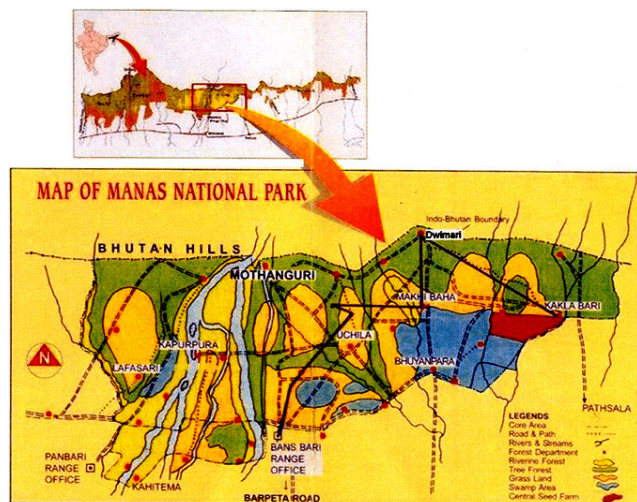 MAP OF MANAS NATIONAL PARK
Indo-Bhutan Boundary
Dwimari
BHUTAN HILLS
MOTHANGURI
MAKHI BAHA
KAKLA BARI
UCHILA
KAPURPURA
BHUYANPARA
N
LAFASARI
PATHSALA
LEGENDS
Core Area
Road & Path
Rivers & Streams
Forest Department
Riverine Forest
Tree Forest
Grass Land
Swamp Area
Central Seed Farm
BANS BARI
RANGE
OFFICE
PANBARI
RANGE
OFFICE
KAHITEMA
BARPETA ROAD